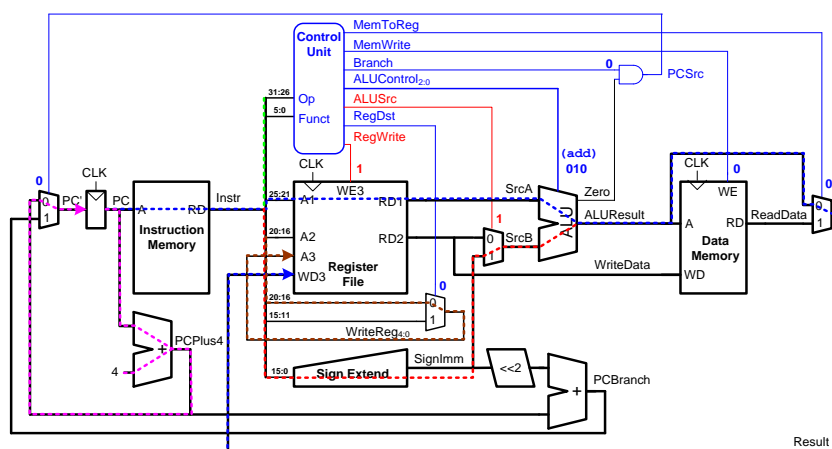 MemToReg
Control
Unit
MemWrite
Branch
0
PCSrc
ALUControl2:0
31:26
Op
ALUSrc
1
5:0
Funct
RegDst
RegWrite
(add)
010
0
CLK
CLK
1
0
CLK
0
0
PC'
PC
A
RD
Instr
25:21
A1
WE3
RD1
SrcA
Zero
WE
0
1
1
Instruction
Memory
20:16
A2
RD2
0
SrcB
1
ALU
ALUResult
A
RD
ReadData
1
A3
Register
File
WD3
Data
Memory
WriteData
WD
0
20:16
0
15:11
1
WriteReg4:0
PCPlus4
+
4
SignImm
15:0
Sign Extend
<<2
PCBranch
+
Result